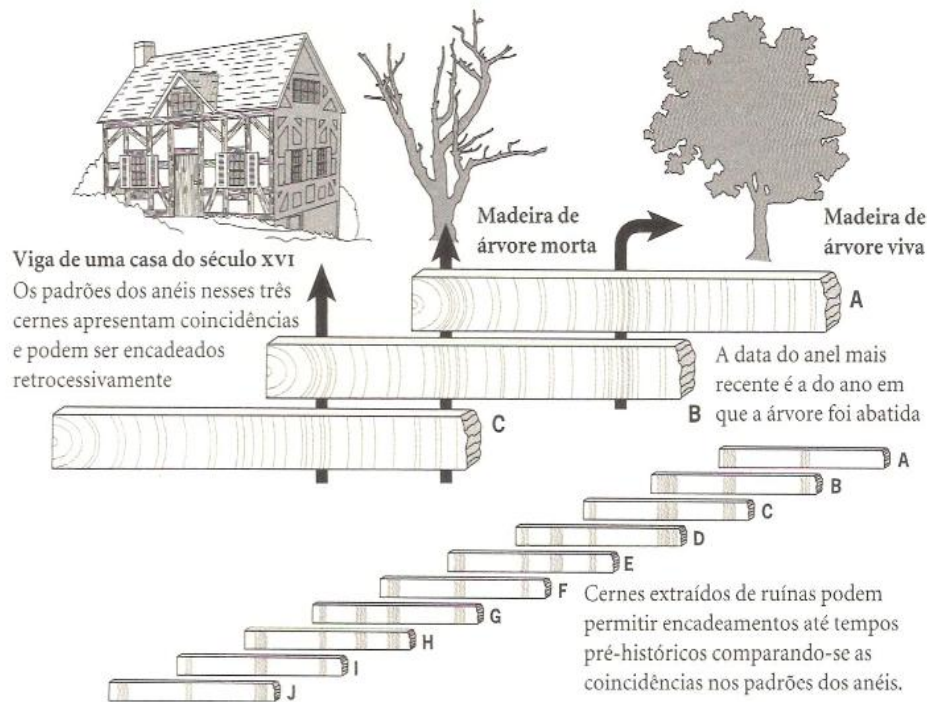 Madeira de
árvore morta
Madeira de
árvore viva
Viga de uma casa do século XVI
Os padrões dos anéis nesses três
cernes apresentam coincidências
e podem ser encadeados
retrocessivamente
A
A data do anel mais
recente é a do ano em
que a árvore foi abatida
B
C
A
B
C
D
E
F
G
H
I
J
Cernes extraídos de ruínas podem
permitir encadeamentos até tempos
pré-históricos comparando-se as
coincidências nos padrões dos anéis.